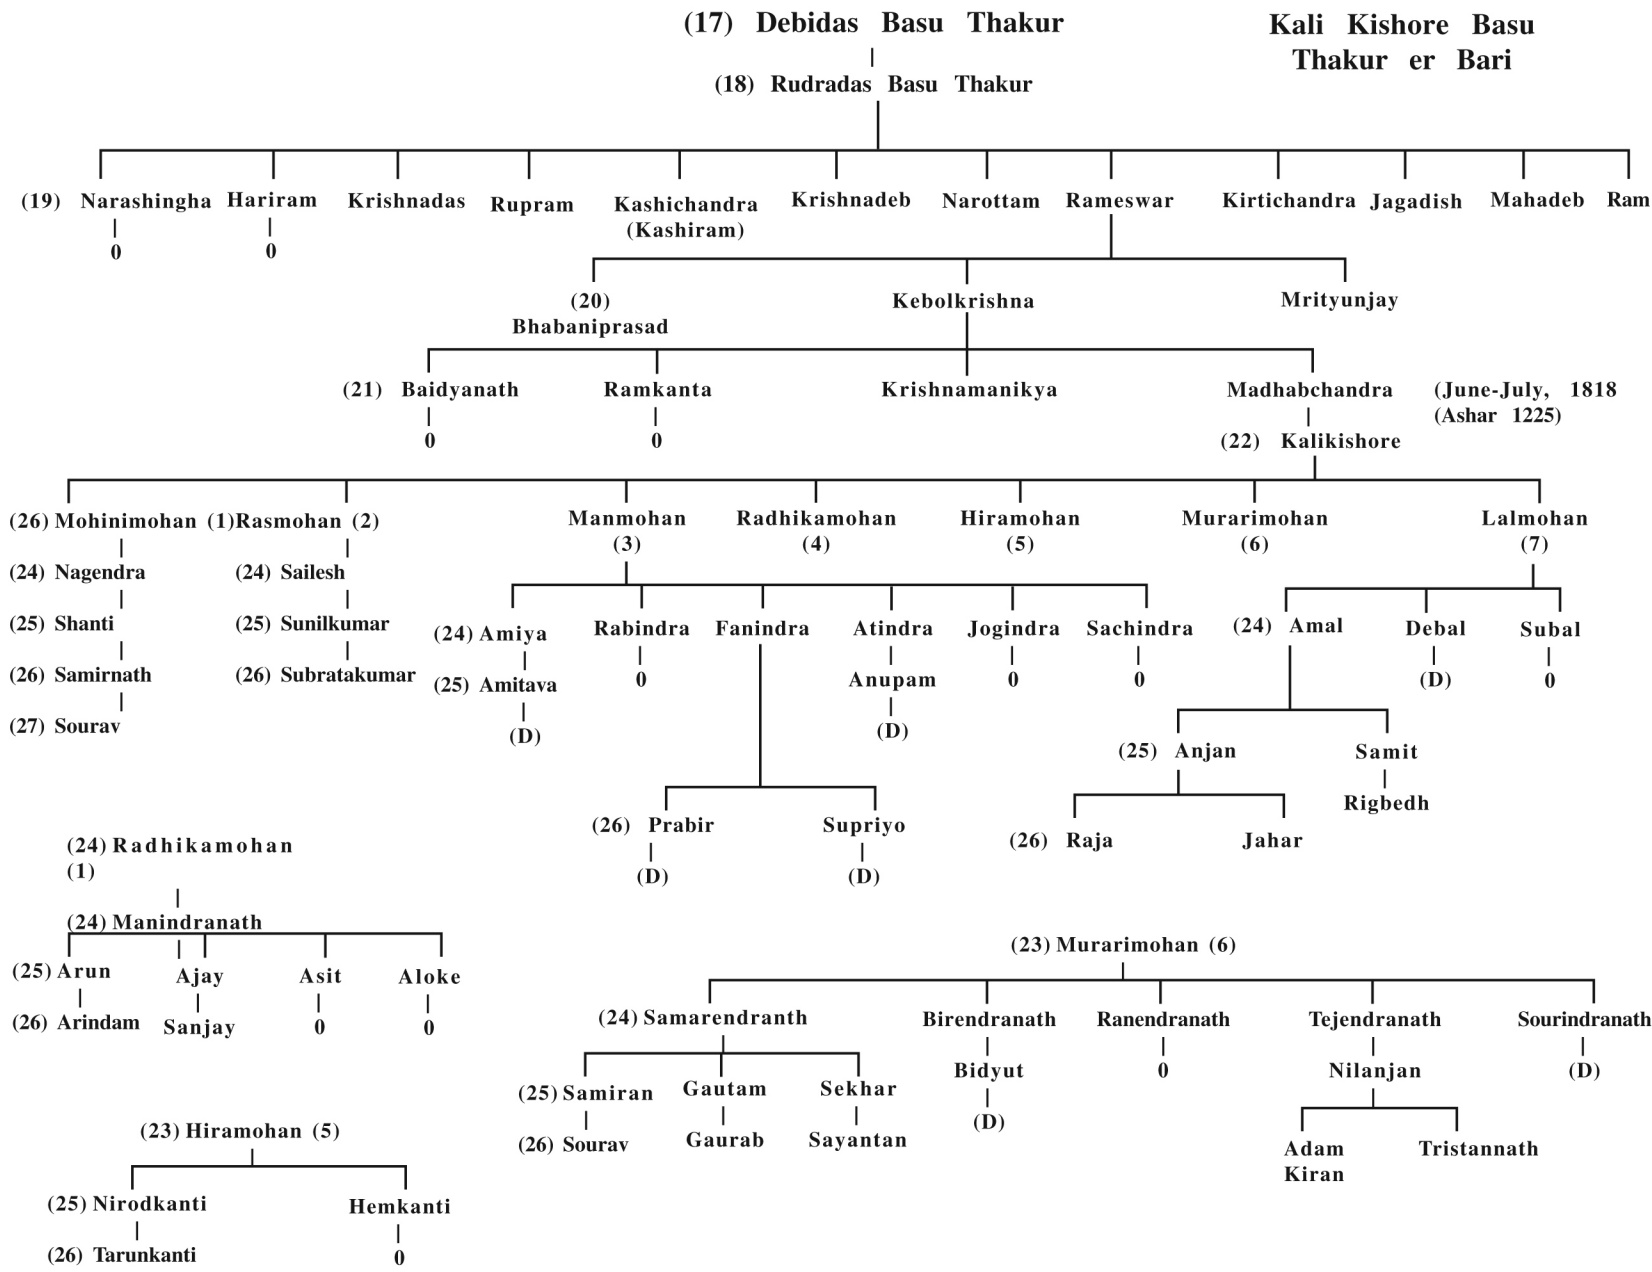 (17) Debidas Basu Thakur
Kali Kishore Basu
Thakur er Bari
(18) Rudradas Basu Thakur
(19) Narashingha Hariram Krishnadas Rupram Kashichandra Krishnadeb Narottam Rameswar Kirtichandra Jagadish Mahadeb Ram
(Kashiram)
0 0
(20) Kebolkrishna Mrityunjay
Bhabaniprasad
(21) Baidyanath Ramkanta Krishnamanikya Madhabchandra (June-July, 1818
(Ashar 1225)
0 0 (22) Kalikishore
(26) Mohinimohan (1) Rasmohan (2) Manmohan Radhikamohan Hiramohan Murarimohan Lalmohan
(3) (4) (5) (6) (7)
(24) Nagendra (24) Sailesh
(25) Shanti (25) Sunilkumar (24) Amiya Rabindra Fanindra Atindra Jogindra Sachindra (24) Amal Debal Subal
(26) Samirnath (26) Subratakumar (25) Amitava 0 Anupam 0 0 (D) 0
(27) Sourav (D) (D)
(25) Anjan Samit
Rigbedh
(26) Prabir Supriyo (26) Raja Jahar
(D) (D)
(24) Radhikamohan
(1)
(24) Manindranath
(25) Arun Ajay Asit Aloke
(26) Arindam Sanjay 0 0
(23) Murarimohan (6)
(24) Samarendranth Birendranath Ranendranath Tejendranath Sourindranath
Bidyut 0 Nilanjan (D)
(25) Samiran Gautam Sekhar
(D)
(26) Sourav Gaurab Sayantan
Adam Tristannath
Kiran
(23) Hiramohan (5)
(25) Nirodkanti Hemkanti
(26) Tarunkanti 0